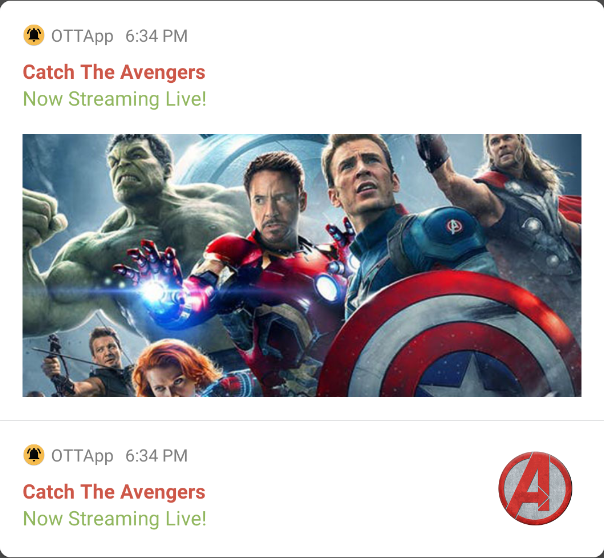 OTTApp 6:34 PM
Catch The Avengers
Now Streaming Live!
OTTApp 6:34 PM
Catch The Avengers
Now Streaming Live!